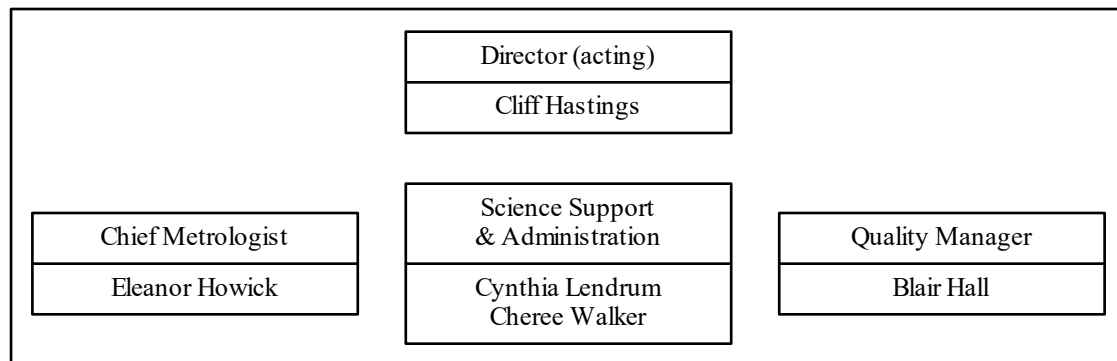 Director (acting)
Cliff Hastings
Chief Metrologist
Eleanor Howick
Science Support
& Administration
Cynthia Lendrum
Cheree Walker
Quality Manager
Blair Hall